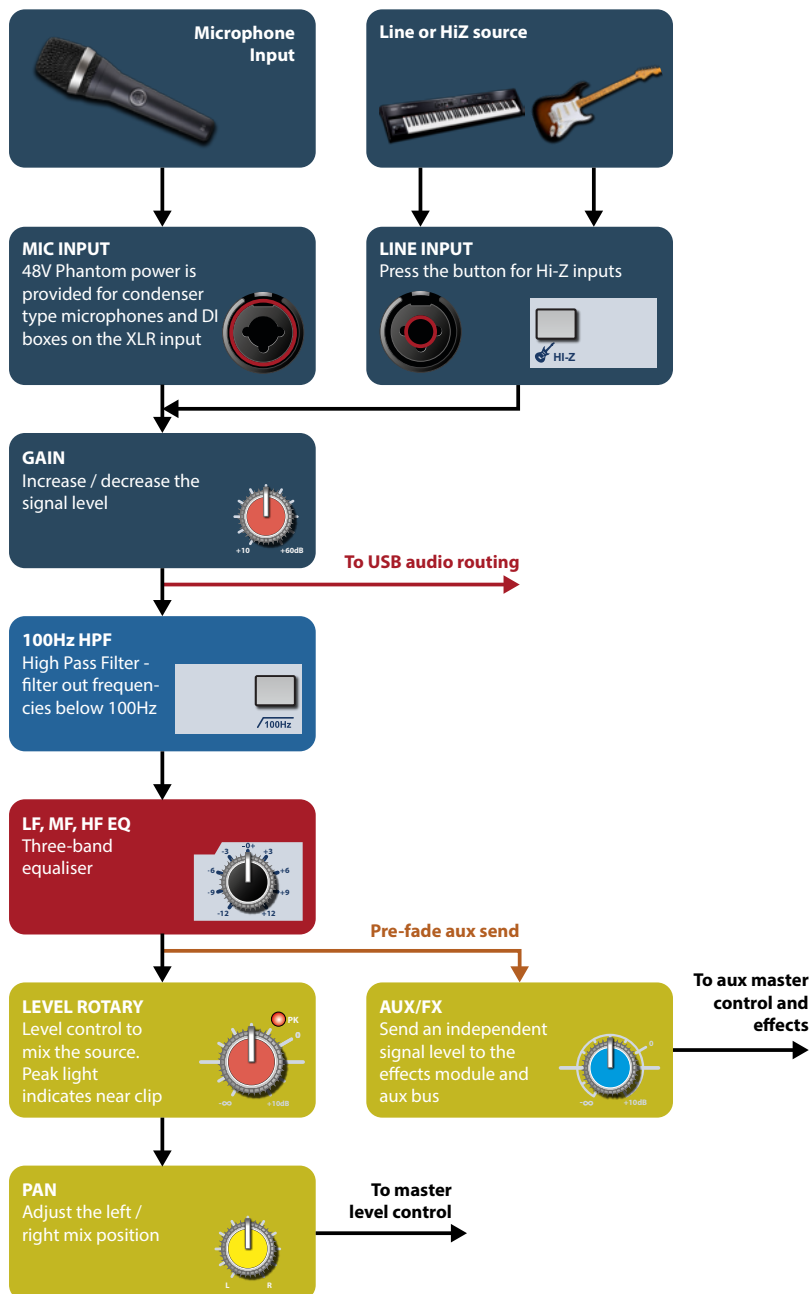 Microphone
Input
Line or HiZ source
MIC INPUT
48V Phantom power is
provided for condenser
type microphones and DI
boxes on the XLR input
LINE INPUT
Press the button for Hi-Z inputs
HI-Z
GAIN
Increase / decrease the
signal level
+10 +60dB
To USB audio routing
100Hz HPF
High Pass Filter -
filter out frequen-
cies below 100Hz
100Hz
LF, MF, HF EQ
Three-band
equaliser
-0+
-3 +3
-6 +6
-9 +9
-12 +12
Pre-fade aux send
LEVEL ROTARY
Level control to
mix the source.
Peak light
indicates near clip
PK
0
-∞ +10dB
AUX/FX
Send an independent
signal level to the
effects module and
aux bus
0
-∞ +10dB
To aux master
control and
effects
PAN
Adjust the left /
right mix position
L R
To master
level control